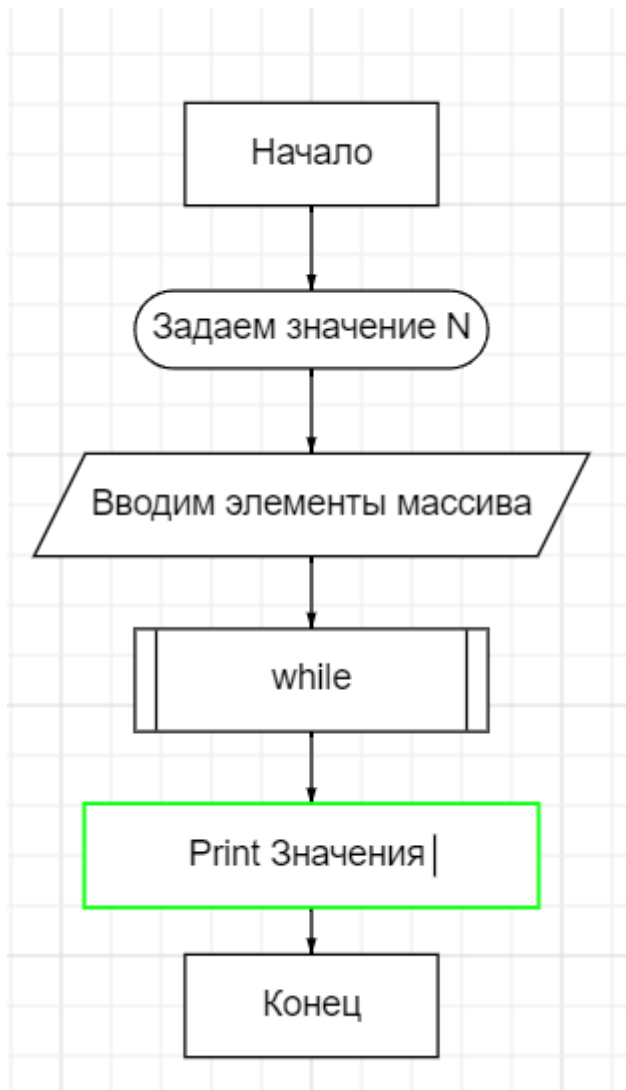 Начало
Задаем значение N
Вводим элементы массива
while
Print Значения
Конец